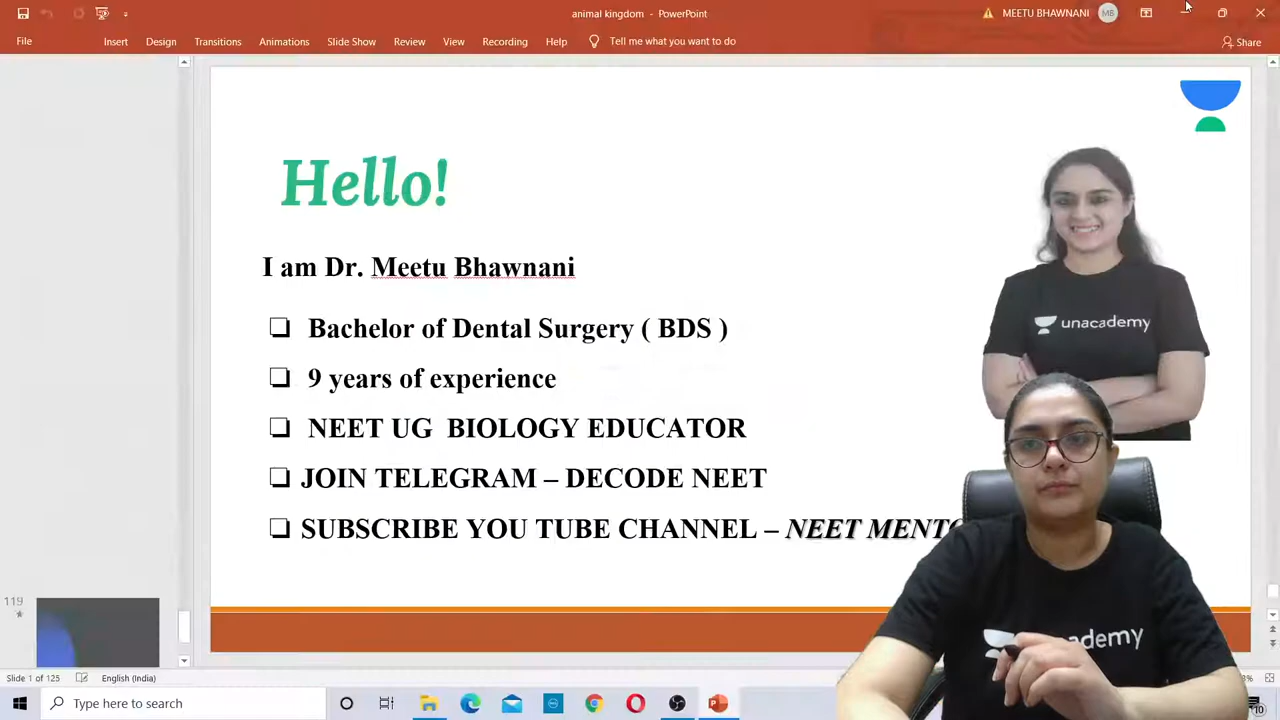 animal kingdom - PowerPoint
MEETU BHAWNANI
MB
File
Insert
Design
Transitions
Animations
Slide Show
Review
View
Recording
Help
Tell me what you want to do
Share
Hello!
I am Dr. Meetu Bhawnani
❏ Bachelor of Dental Surgery ( BDS )
❏ 9 years of experience
❏ NEET UG BIOLOGY EDUCATOR
❏ JOIN TELEGRAM – DECODE NEET
❏ SUBSCRIBE YOU TUBE CHANNEL – NEET
unacademy
119
Slide 1 of 125
English (India)
Type here to search
10